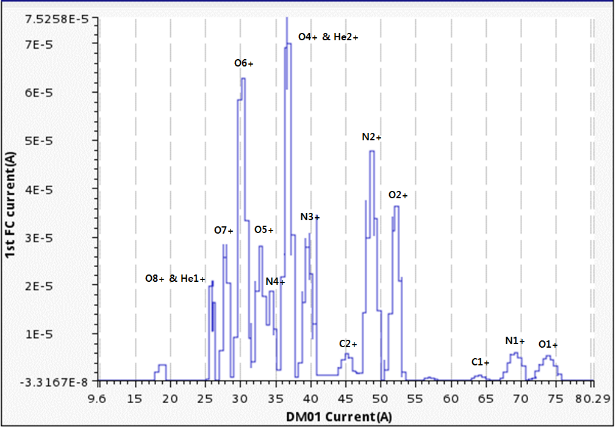 7.5258E-5
7E-5
6E-5
5E-5
4E-5
3E-5
2E-5
1E-5
-3.3167E-8
1st FC current(A)
O8+ & He1+
O7+
O6+
O5+
N4+
O4+ & He2+
N3+
C2+
N2+
O2+
C1+
N1+
O1+
9.6 15 20 25 30 35 40 45 50 55 60 65 70 75 80.29
DM01 Current(A)